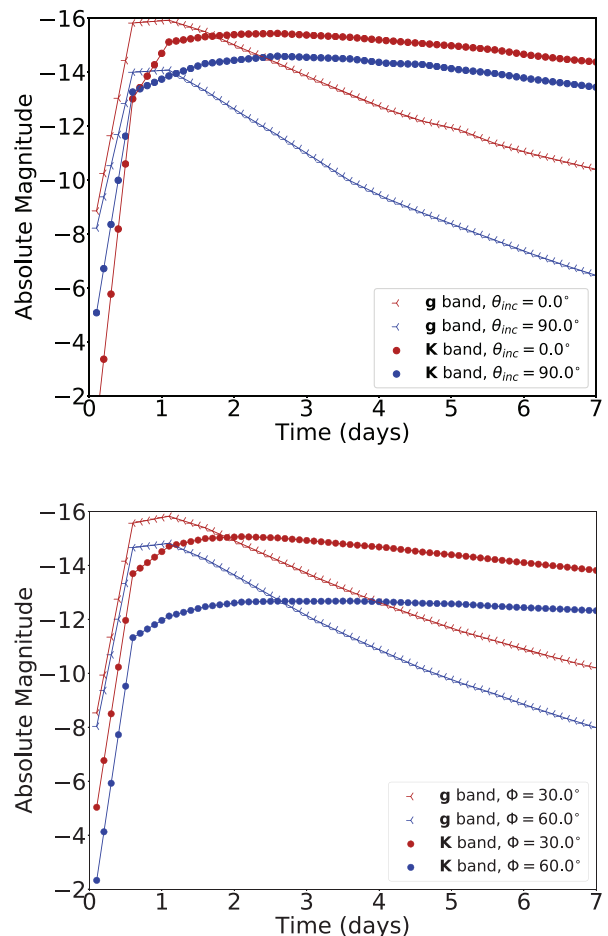 −16
−14
−12
−10
−8
−6
−4
−2
Absolute Magnitude
g band, θinc = 0.0°
g band, θinc = 90.0°
K band, θinc = 0.0°
K band, θinc = 90.0°
0 1 2 3 4 5 6 7
Time (days)
−16
−14
−12
−10
−8
−6
−4
−2
Absolute Magnitude
g band, Φ = 30.0°
g band, Φ = 60.0°
K band, Φ = 30.0°
K band, Φ = 60.0°
0 1 2 3 4 5 6 7
Time (days)